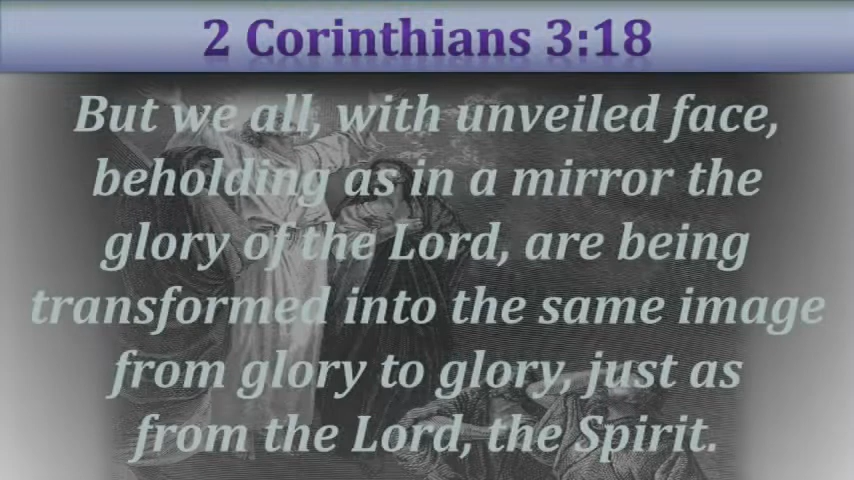 2 Corinthians 3:18
But we all, with unveiled face,
beholding as in a mirror the
glory of the Lord, are being
transformed into the same image
from glory to glory, just as
from the Lord, the Spirit.